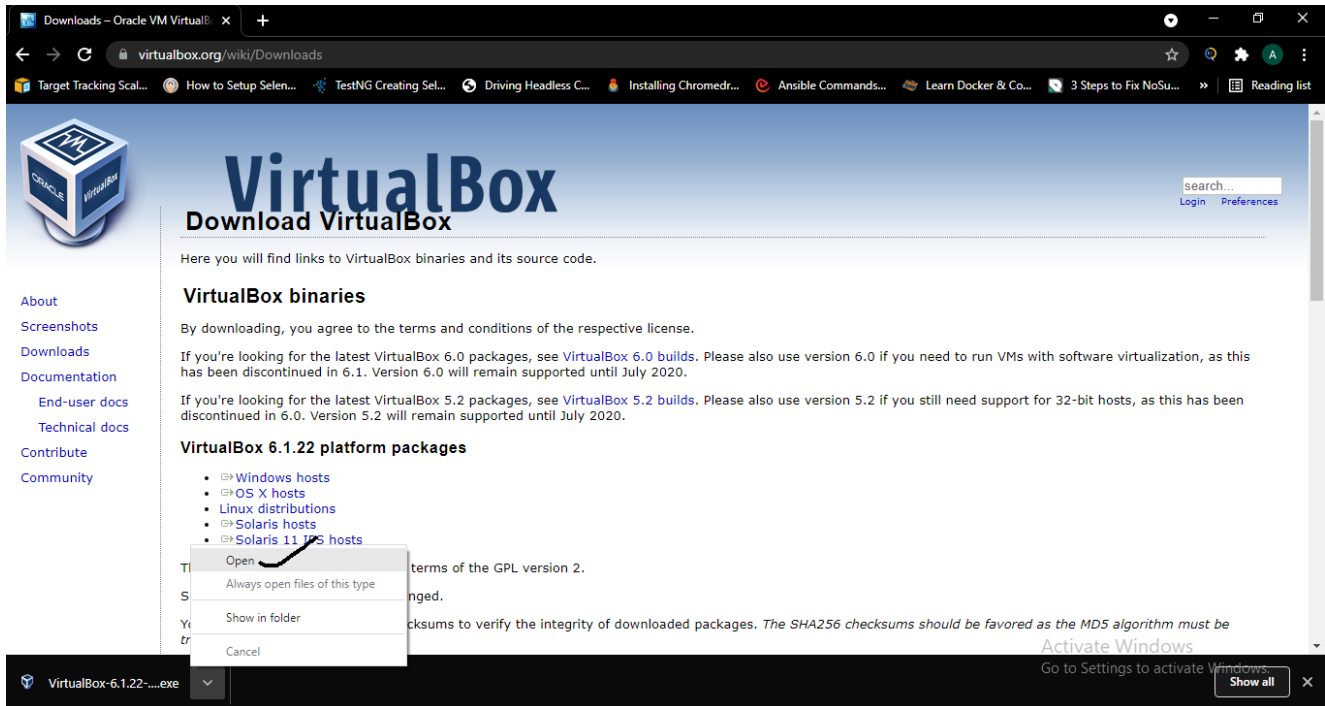 Downloads – Oracle VM VirtualB
virtualbox.org/wiki/Downloads
A
Target Tracking Scal...
How to Setup Selen...
TestNG Creating Sel...
Driving Headless C...
Installing Chromedr...
Ansible Commands...
Learn Docker & Co...
3 Steps to Fix NoSu...
»
Reading list
ORACLE
VirtualBox
VirtualBox
search...
Login Preferences
Download VirtualBox
Here you will find links to VirtualBox binaries and its source code.
About
Screenshots
Downloads
Documentation
End-user docs
Technical docs
Contribute
Community
VirtualBox binaries
By downloading, you agree to the terms and conditions of the respective license.
If you're looking for the latest VirtualBox 6.0 packages, see VirtualBox 6.0 builds. Please also use version 6.0 if you need to run VMs with software virtualization, as this
has been discontinued in 6.1. Version 6.0 will remain supported until July 2020.
If you're looking for the latest VirtualBox 5.2 packages, see VirtualBox 5.2 builds. Please also use version 5.2 if you still need support for 32-bit hosts, as this has been
discontinued in 6.0. Version 5.2 will remain supported until July 2020.
VirtualBox 6.1.22 platform packages
• Windows hosts
• OS X hosts
• Linux distributions
• Solaris hosts
• Solaris 11 IPS hosts
terms of the GPL version 2.
nged.
cksums to verify the integrity of downloaded packages. The SHA256 checksums should be favored as the MD5 algorithm must be
tr
Open
Always open files of this type
Show in folder
Cancel
Activate Windows
Go to Settings to activate Windows.
VirtualBox-6.1.22-....exe
Show all